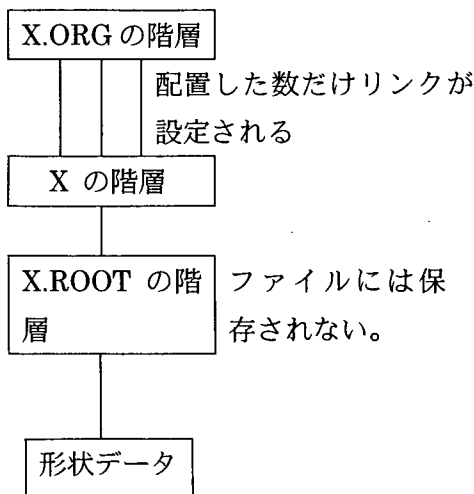 X.ORG の階層
配置した数だけリンクが
設定される
X の階層
X.ROOT の階
層
ファイルには保
存されない。
形状データ